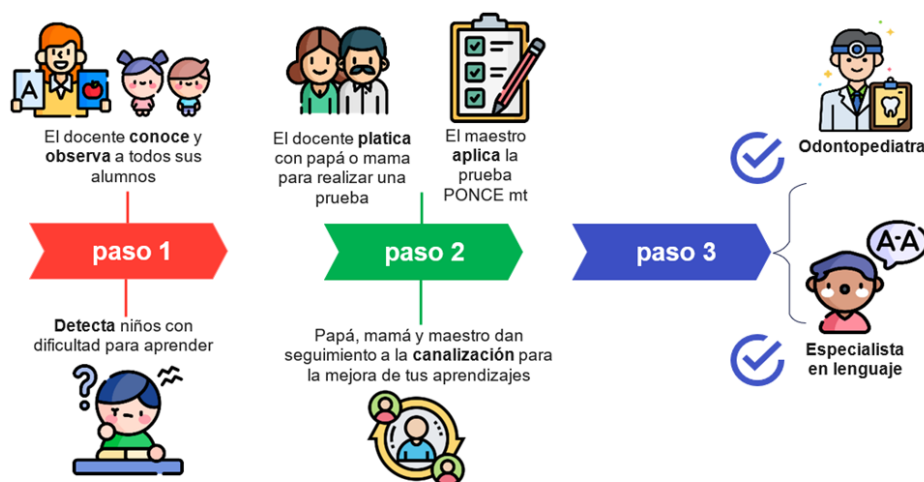 A
El docente conoce y
observa a todos sus
alumnos
paso 1
Detecta niños con
dificultad para aprender
?
El docente platica
con papá o mama
para realizar una
prueba
El maestro
aplica la
prueba
PONCE mt
paso 2
Papá, mamá y maestro dan
seguimiento a la canalización para
la mejora de tus aprendizajes
paso 3
Odontopediatra
A-A
Especialista
en lenguaje